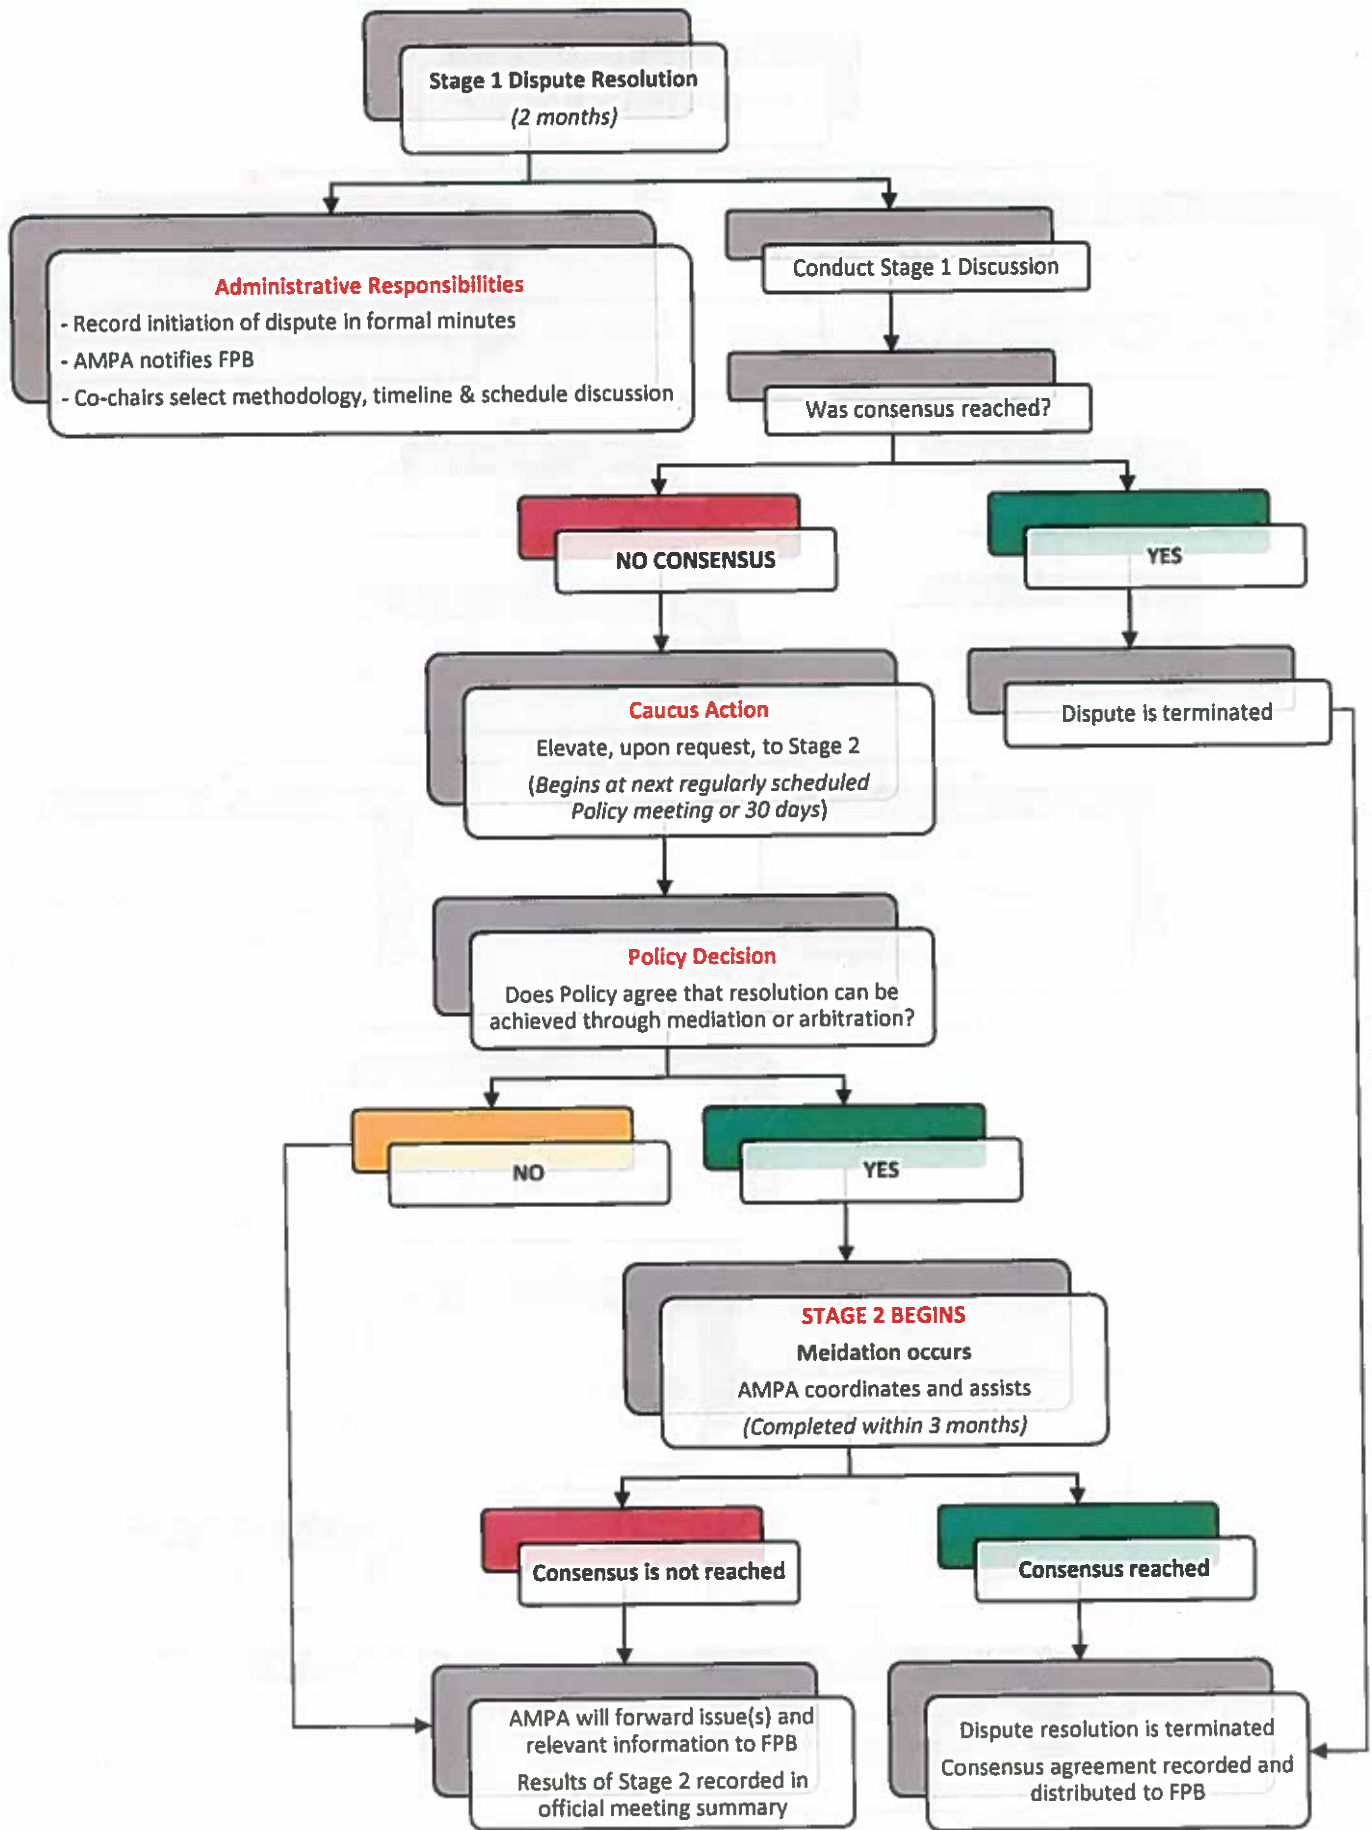 Stage 1 Dispute Resolution
(2 months)
Administrative Responsibilities
- Record initiation of dispute in formal minutes
- AMPA notifies FPB
- Co-chairs select methodology, timeline & schedule discussion
Conduct Stage 1 Discussion
Was consensus reached?
NO CONSENSUS
YES
Caucus Action
Elevate, upon request, to Stage 2
(Begins at next regularly scheduled
Policy meeting or 30 days)
Dispute is terminated
Policy Decision
Does Policy agree that resolution can be
achieved through mediation or arbitration?
NO
YES
STAGE 2 BEGINS
Meidation occurs
AMPA coordinates and assists
(Completed within 3 months)
Consensus is not reached
Consensus reached
AMPA will forward issue(s) and
relevant information to FPB
Results of Stage 2 recorded in
official meeting summary
Dispute resolution is terminated
Consensus agreement recorded and
distributed to FPB